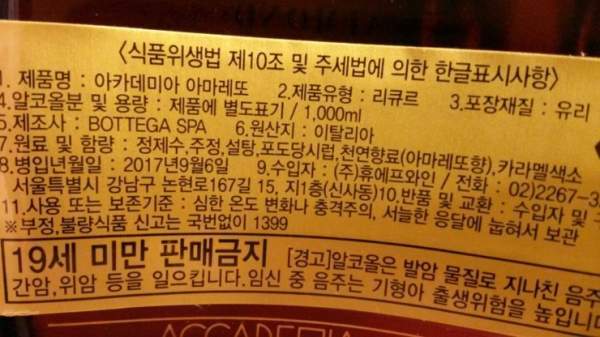 〈식품위생법 제10조 및 주세법에 의한 한글표시사항〉
1. 제품명 : 아카데미아 아마레또 2.제품유형 : 리큐르 3.포장재질 : 유리
4.알코올분 및 용량 : 제품에 별도표기 / 1,000ml
5.제조사 : BOTTEGA SPA 6.원산지 : 이탈리아
7.원료 및 함량 : 정제수,주정,설탕,포도당시럽,천연향료(아마레또향),카라멜색소
8.병입년월일 : 2017년9월6일 9.수입자 : (주)휴에프와인 / 전화 : 02)2267-3
서울특별시 강남구 논현로167길 15, 지1층(신사동)10.반품 및 교환 : 수입자 및
11.사용 또는 보존기준 : 심한 온도 변화나 충격주의, 서늘한 응달에 눕혀서 보관
※부정,불량식품 신고는 국번없이 1399
19세 미만 판매금지 [경고]알코올은 발암 물질로 지나친 음주
간암,위암 등을 일으킵니다.임신 중 음주는 기형아 출생위험을 높입니다